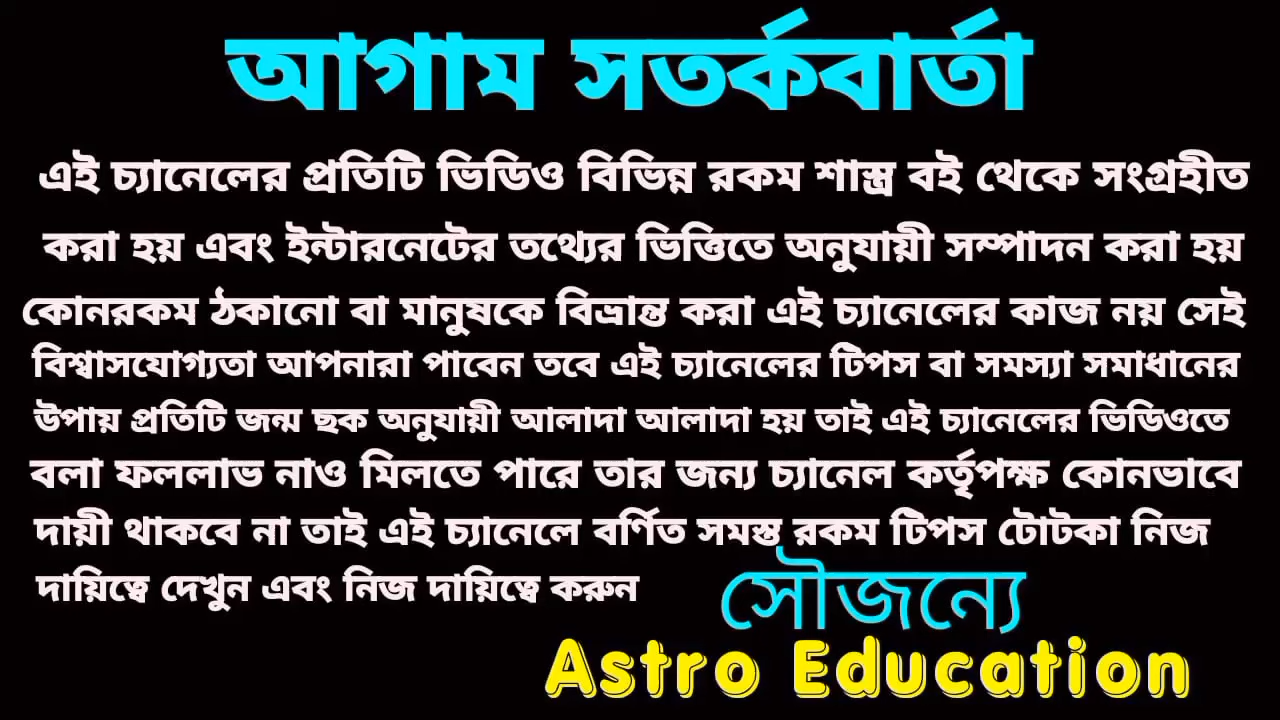 আগাম সতর্কবার্তা
এই চ্যানেলের প্রতিটি ভিডিও বিভিন্ন রকম শাস্ত্র বই থেকে সংগ্রহীত
করা হয় এবং ইন্টারনেটের তথ্যের ভিত্তিতে অনুযায়ী সম্পাদন করা হয়
কোনরকম ঠকানো বা মানুষকে বিভ্রান্ত করা এই চ্যানেলের কাজ নয় সেই
বিশ্বাসযোগ্যতা আপনারা পাবেন তবে এই চ্যানেলের টিপস বা সমস্যা সমাধানের
উপায় প্রতিটি জন্ম ছক অনুযায়ী আলাদা আলাদা হয় তাই এই চ্যানেলের ভিডিওতে
বলা ফললাভ নাও মিলতে পারে তার জন্য চ্যানেল কর্তৃপক্ষ কোনভাবে
দায়ী থাকবে না তাই এই চ্যানেলে বর্ণিত সমস্ত রকম টিপস টোটকা নিজ
দায়িত্বে দেখুন এবং নিজ দায়িত্বে করুন
সৌজন্যে
Astro Education